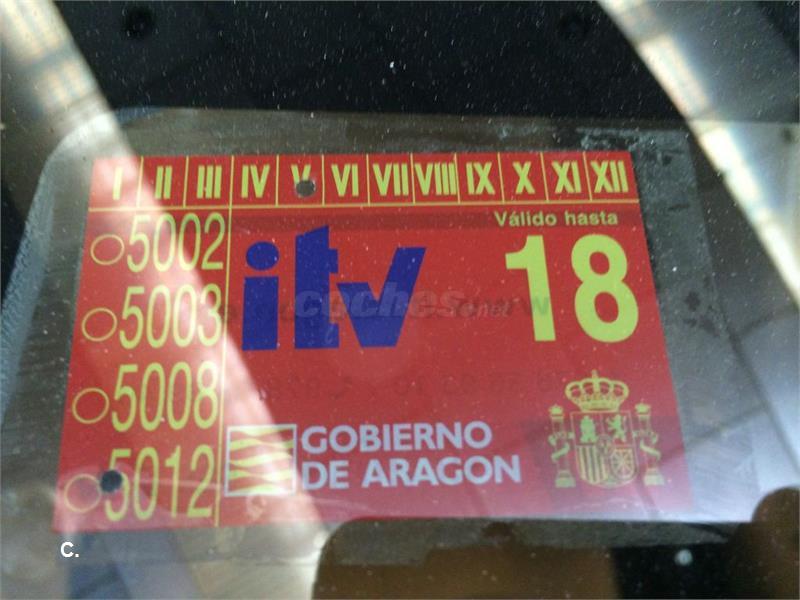 I II III IV V VI VII VIII IX X XI XII
Válido hasta
5002
itv
18
5003
coches.net
5008
GOBIERNO
DE ARAGON
5012
C.